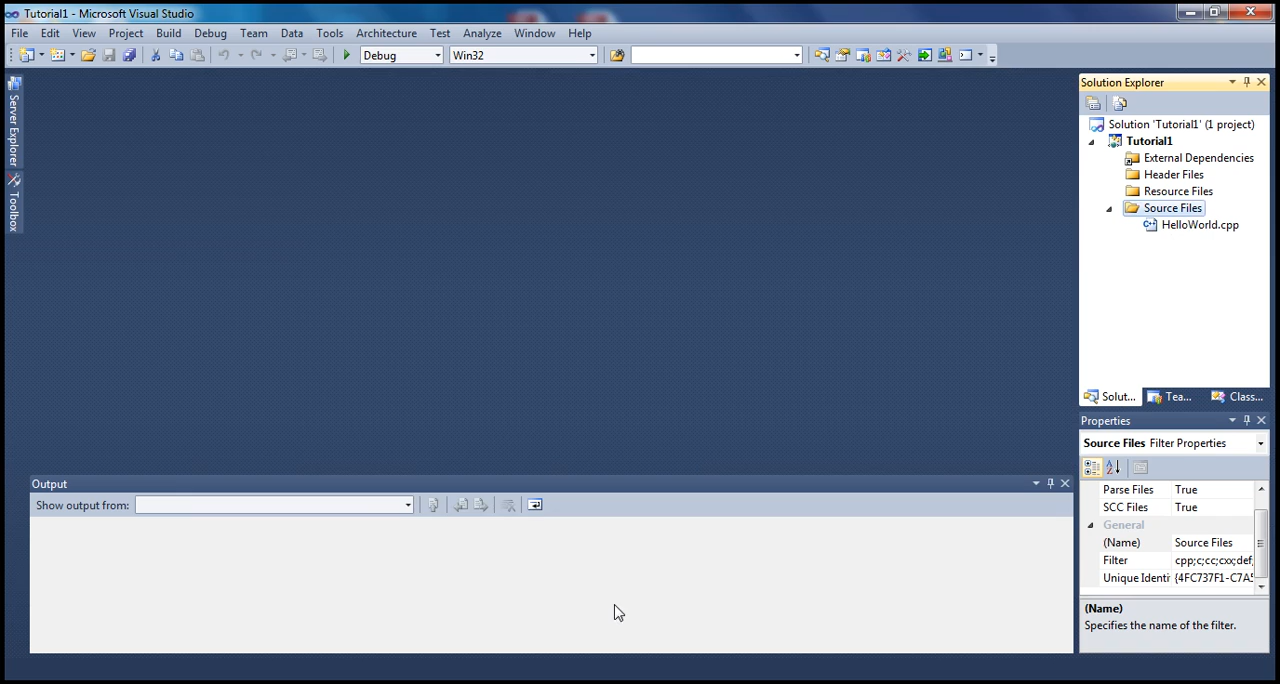 Tutorial1 - Microsoft Visual Studio
File Edit View Project Build Debug Team Data Tools Architecture Test Analyze Window Help
Debug Win32
Server Explorer
Toolbox
Solution Explorer
Solution 'Tutorial1' (1 project)
Tutorial1
External Dependencies
Header Files
Resource Files
Source Files
HelloWorld.cpp
Solut... Tea... Class...
Properties
Source Files Filter Properties
Parse Files True
SCC Files True
General
(Name) Source Files
Filter cpp;c;cc;cxx;def;
Unique Identi {4FC737F1-C7A5
(Name)
Specifies the name of the filter.
Output
Show output from: